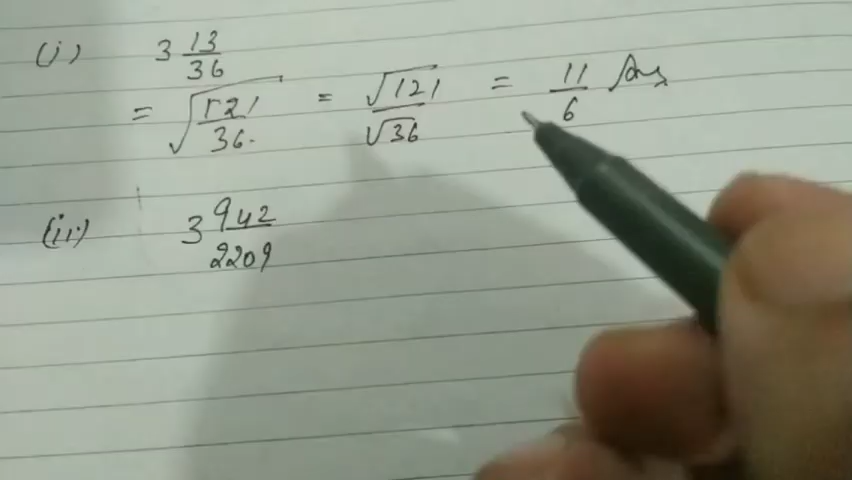 (i) 3 13/36
= √121/36 = √121/√36 = 11/6 Ans
(ii) 3 942/2209